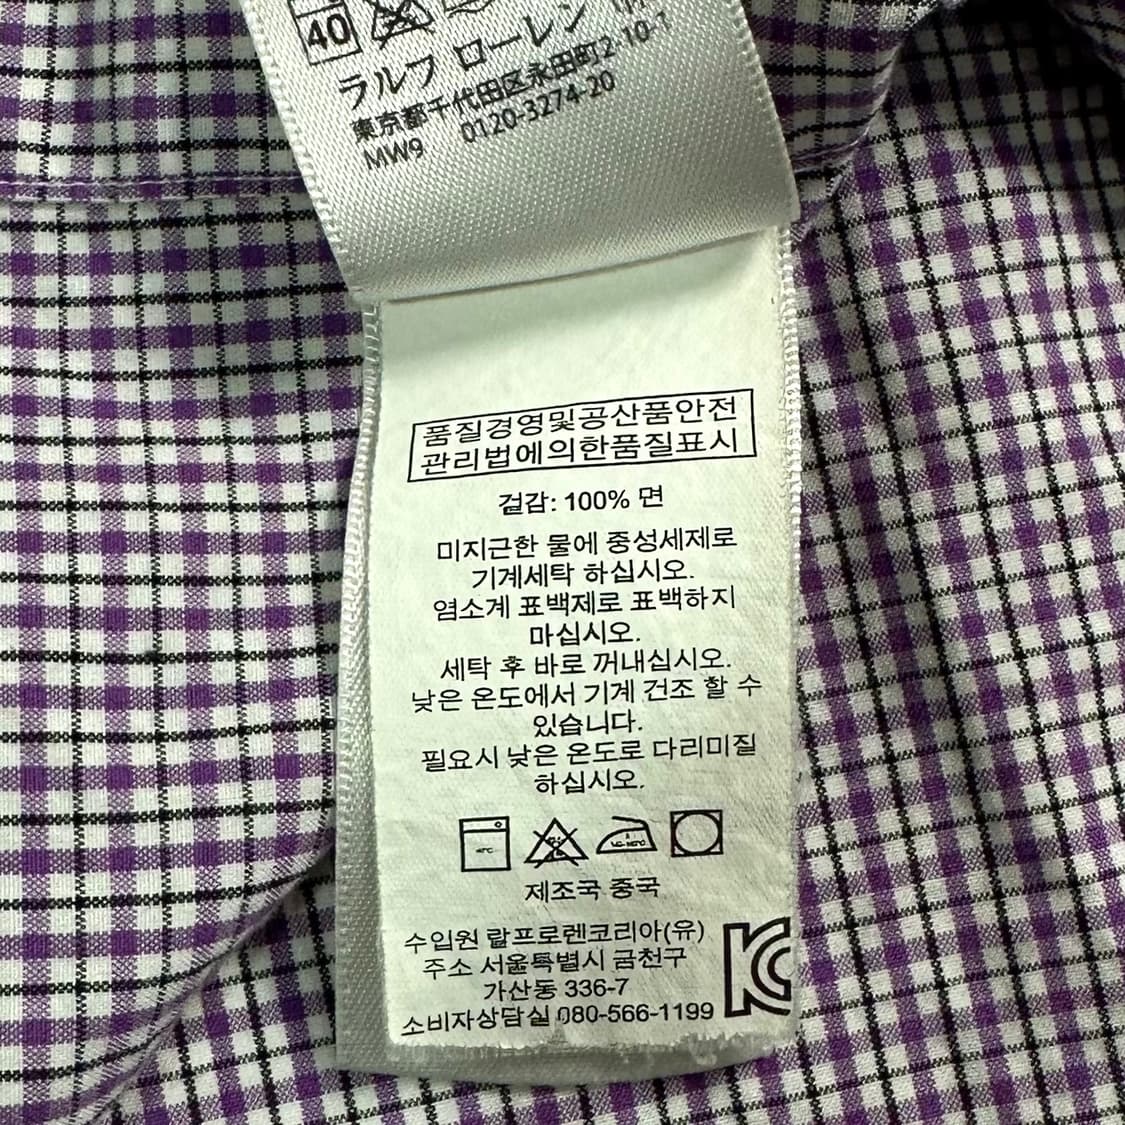 40
ラルフ ローレン
東京都千代田区永田町2-10-1
MW9 0120-3274-20
품질경영및공산품안전
관리법에의한품질표시
겉감: 100% 면
미지근한 물에 중성세제로
기계세탁 하십시오.
염소계 표백제로 표백하지
마십시오.
세탁 후 바로 꺼내십시오.
낮은 온도에서 기계 건조 할 수
있습니다.
필요시 낮은 온도로 다리미질
하십시오.
제조국 중국
수입원 랄프로렌코리아(유)
주소 서울특별시 금천구
가산동 336-7
소비자상담실 080-566-1199